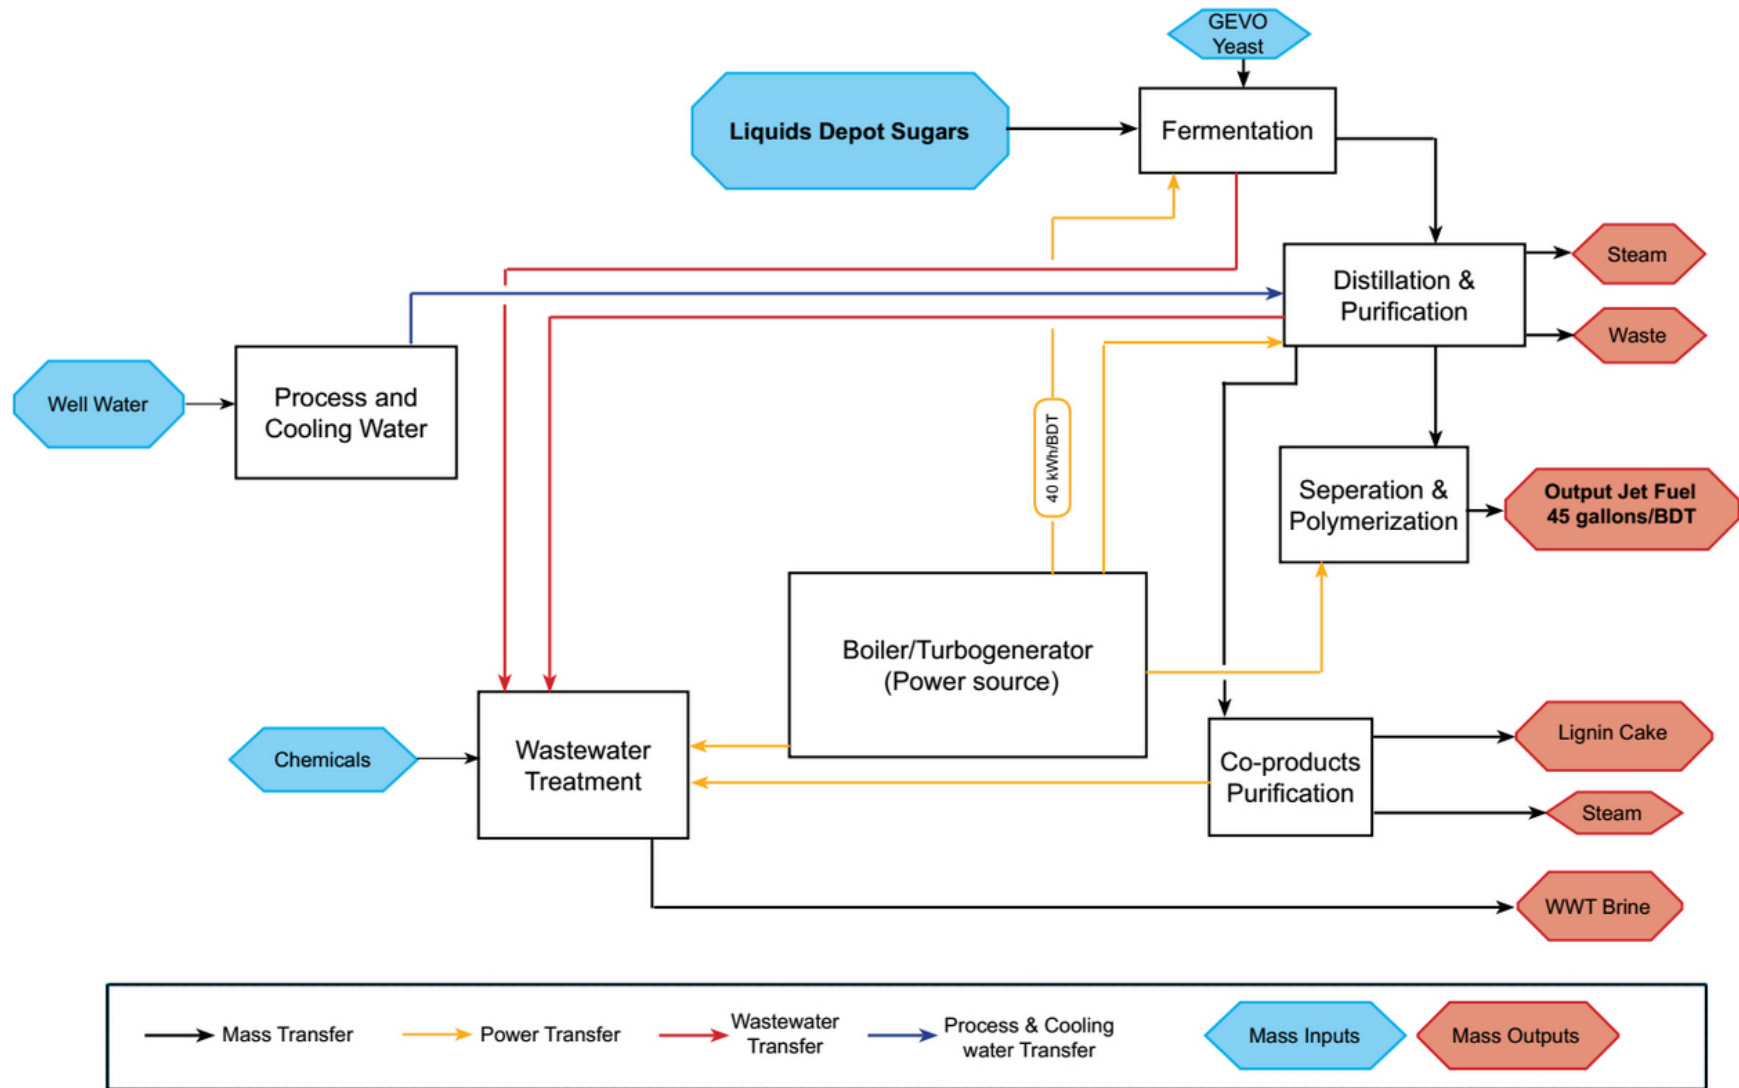 GEVO
Yeast
Liquids Depot Sugars
Fermentation
Steam
Distillation &
Purification
Waste
Process and
Cooling Water
Well Water
40 kWh/BDT
Seperation &
Polymerization
Output Jet Fuel
45 gallons/BDT
Boiler/Turbogenerator
(Power source)
Lignin Cake
Wastewater
Treatment
Chemicals
Co-products
Purification
Steam
WWT Brine
Mass Transfer
Power Transfer
Wastewater
Transfer
Process & Cooling
water Transfer
Mass Inputs
Mass Outputs